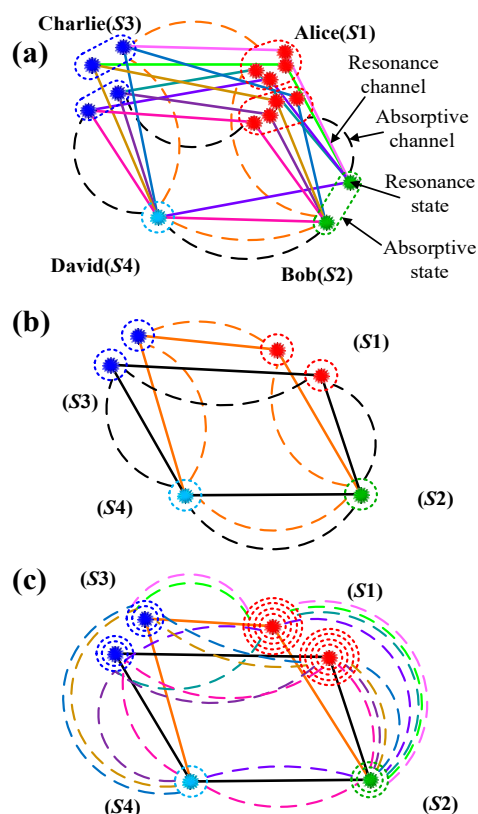 (a)
Charlie(S3)
Alice(S1)
Resonance
channel
Absorptive
channel
Resonance
state
Absorptive
state
David(S4)
Bob(S2)
(b)
(S1)
(S3)
(S4)
(S2)
(c)
(S3)
(S1)
(S4)
(S2)